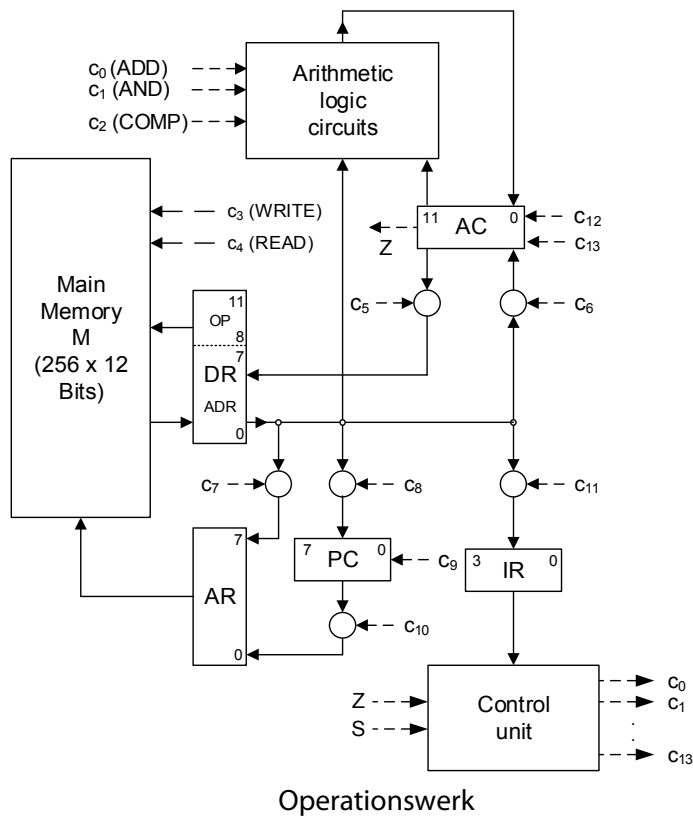 Arithmetic
logic
circuits
c₀ (ADD)
c₁ (AND)
c₂ (COMP)
c₃ (WRITE)
c₄ (READ)
11 AC 0
c₁₂
c₁₃
Z
c₅
c₆
Main
Memory
M
(256 x 12
Bits)
11
OP
8
7
DR
ADR
0
c₇
c₈
c₁₁
7
AR
0
7 PC 0
c₉
3 IR 0
c₁₀
Z
S
Control
unit
c₀
c₁
.
.
c₁₃
Operationswerk